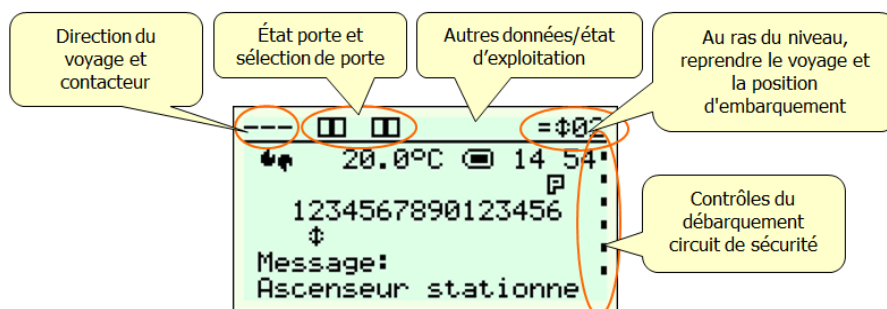 Direction du
voyage et
contacteur
État porte et
sélection de porte
Autres données/état
d'exploitation
Au ras du niveau,
reprendre le voyage et
la position
d'embarquement
--- =⇕02
20.0ºC 14 54
P
1234567890123456
⇕
Message:
Ascenseur stationne
Contrôles du
débarquement
circuit de sécurité